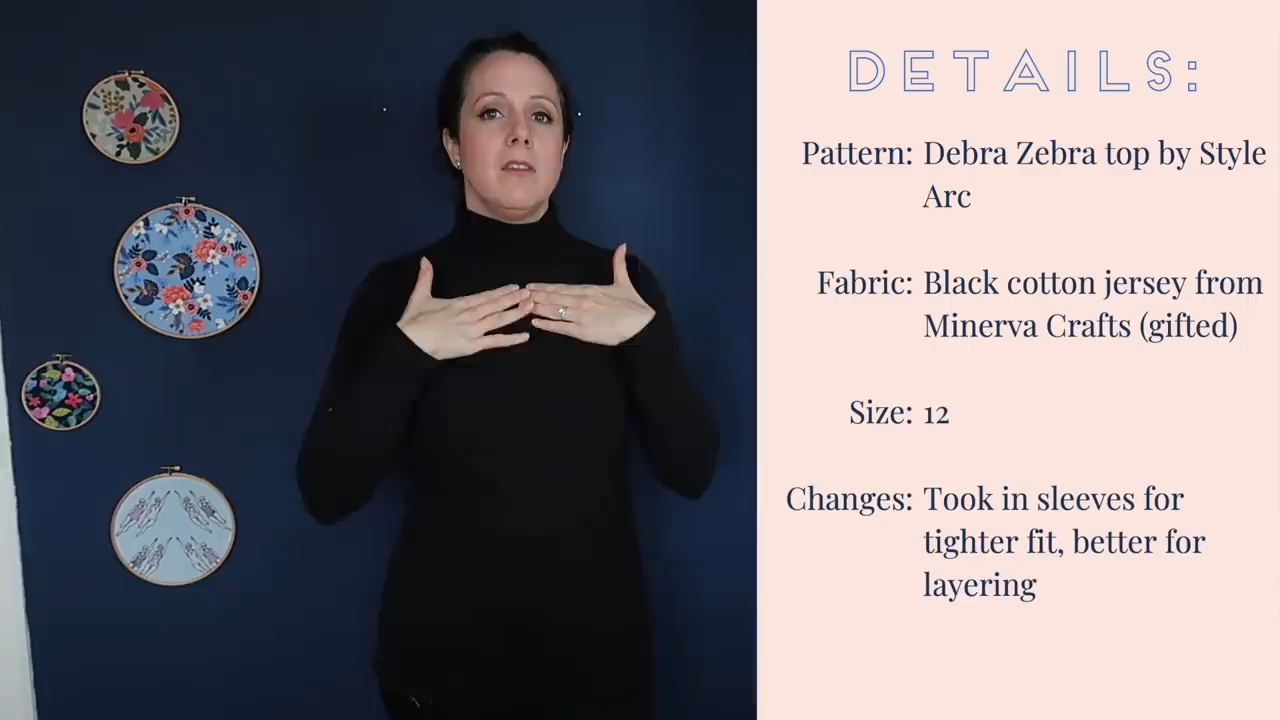 DETAILS:
Pattern: Debra Zebra top by Style
Arc
Fabric: Black cotton jersey from
Minerva Crafts (gifted)
Size: 12
Changes: Took in sleeves for
tighter fit, better for
layering